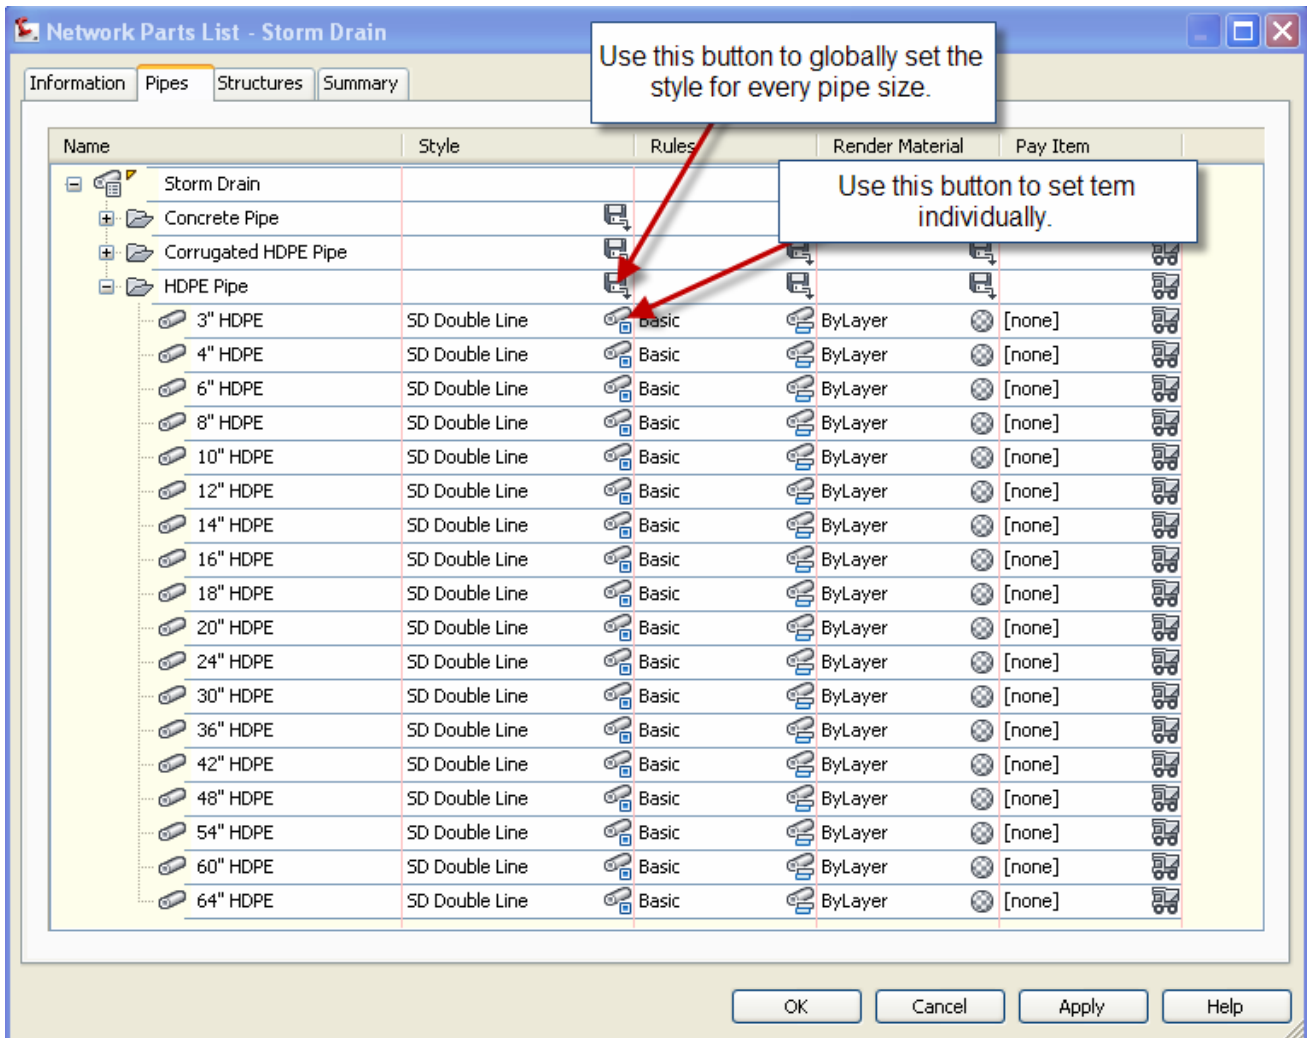 Network Parts List - Storm Drain
Use this button to globally set the
style for every pipe size.
Information Pipes Structures Summary
Name Style Rules Render Material Pay Item
Use this button to set tem
individually.
Storm Drain
Concrete Pipe
Corrugated HDPE Pipe
HDPE Pipe
3" HDPE SD Double Line Basic ByLayer [none]
4" HDPE SD Double Line Basic ByLayer [none]
6" HDPE SD Double Line Basic ByLayer [none]
8" HDPE SD Double Line Basic ByLayer [none]
10" HDPE SD Double Line Basic ByLayer [none]
12" HDPE SD Double Line Basic ByLayer [none]
14" HDPE SD Double Line Basic ByLayer [none]
16" HDPE SD Double Line Basic ByLayer [none]
18" HDPE SD Double Line Basic ByLayer [none]
20" HDPE SD Double Line Basic ByLayer [none]
24" HDPE SD Double Line Basic ByLayer [none]
30" HDPE SD Double Line Basic ByLayer [none]
36" HDPE SD Double Line Basic ByLayer [none]
42" HDPE SD Double Line Basic ByLayer [none]
48" HDPE SD Double Line Basic ByLayer [none]
54" HDPE SD Double Line Basic ByLayer [none]
60" HDPE SD Double Line Basic ByLayer [none]
64" HDPE SD Double Line Basic ByLayer [none]
OK Cancel Apply Help